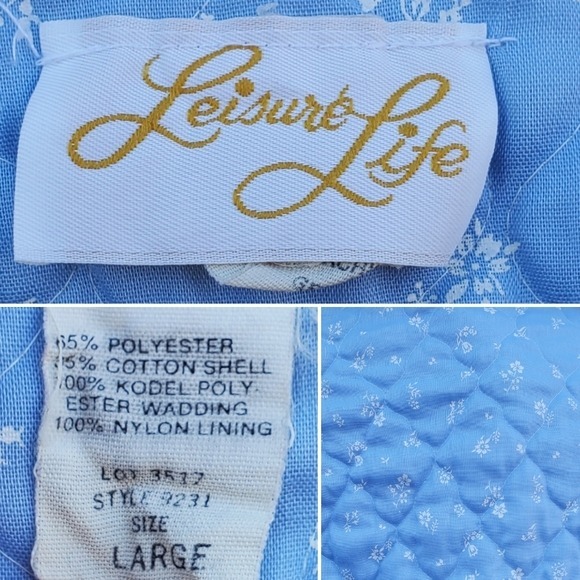 Leisure
Life
65% POLYESTER
35% COTTON SHELL
100% KODEL POLY-
ESTER WADDING
100% NYLON LINING
LOT 3517
STYLE 9231
SIZE
LARGE